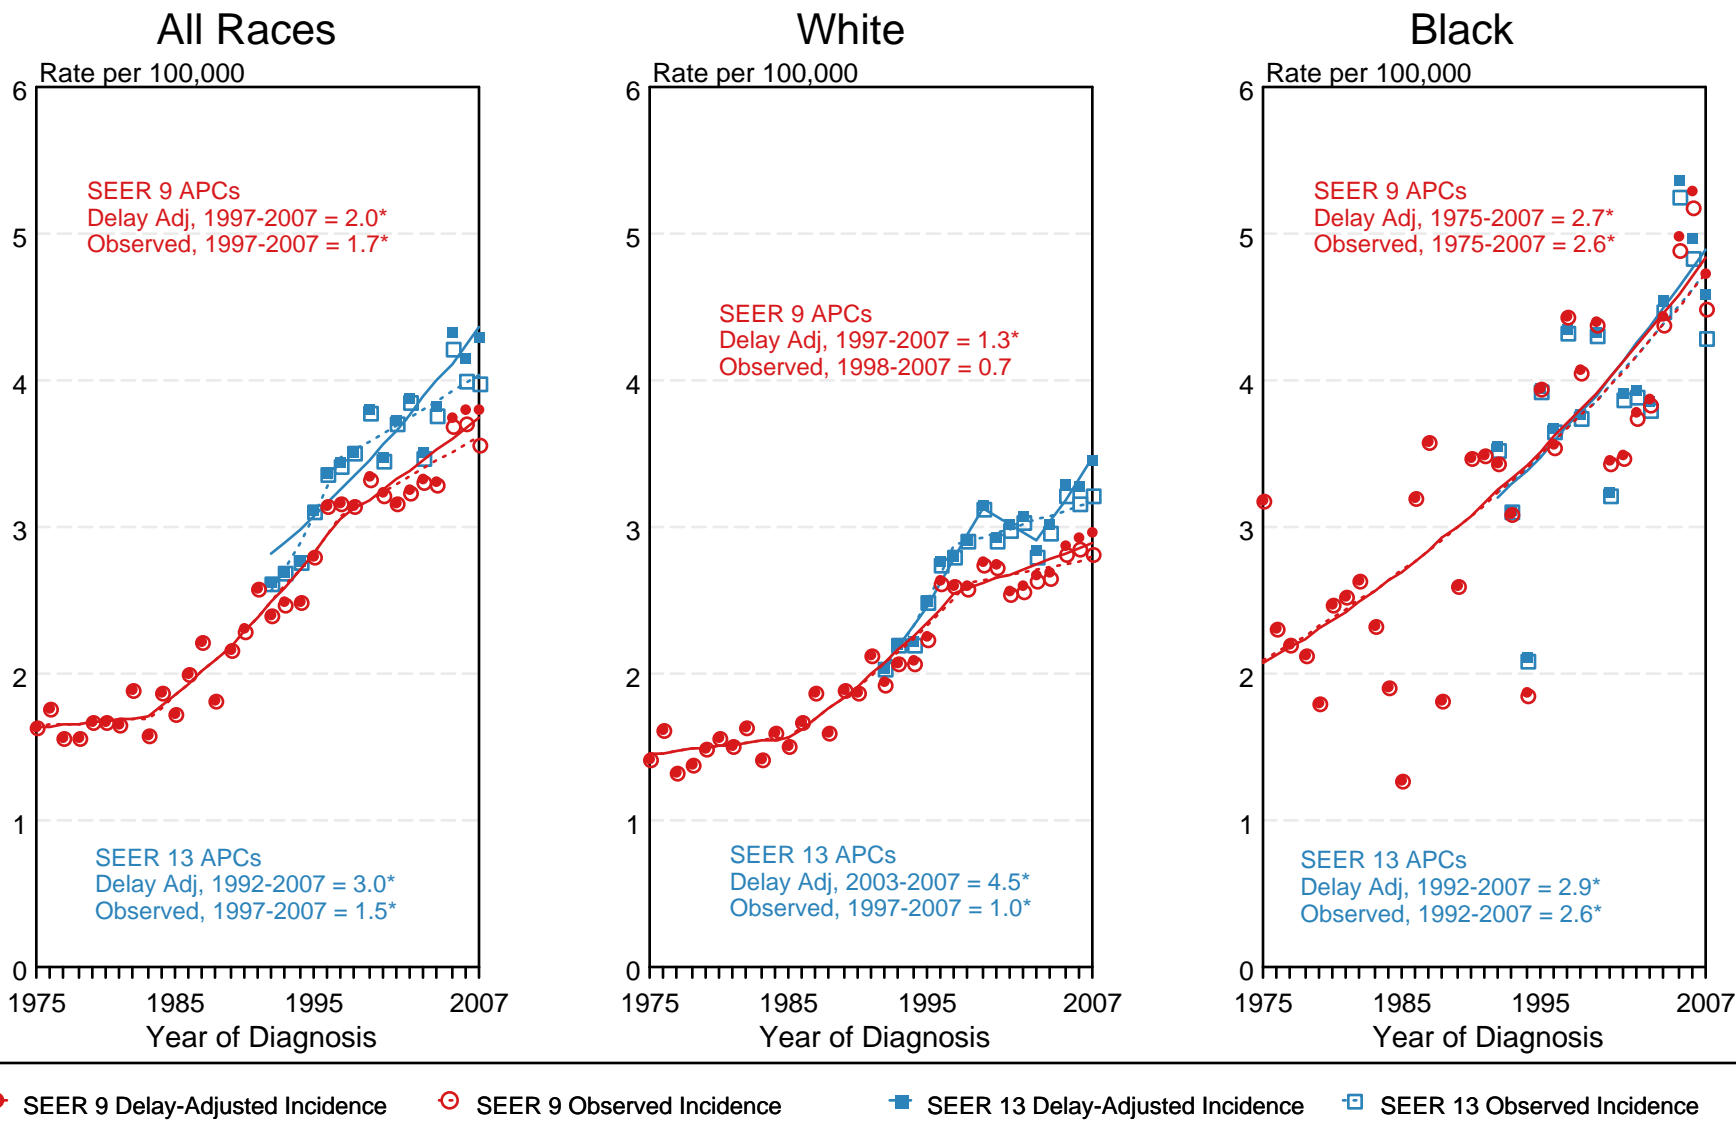 All Races
White
Black
Rate per 100,000
Rate per 100,000
Rate per 100,000
6
5
4
3
2
1
0
SEER 9 APCs
Delay Adj, 1997-2007 = 2.0*
Observed, 1997-2007 = 1.7*
SEER 13 APCs
Delay Adj, 1992-2007 = 3.0*
Observed, 1997-2007 = 1.5*
1975
1985
1995
2007
Year of Diagnosis
6
5
4
3
2
1
0
SEER 9 APCs
Delay Adj, 1997-2007 = 1.3*
Observed, 1998-2007 = 0.7
SEER 13 APCs
Delay Adj, 2003-2007 = 4.5*
Observed, 1997-2007 = 1.0*
1975
1985
1995
2007
Year of Diagnosis
6
5
4
3
2
1
0
SEER 9 APCs
Delay Adj, 1975-2007 = 2.7*
Observed, 1975-2007 = 2.6*
SEER 13 APCs
Delay Adj, 1992-2007 = 2.9*
Observed, 1992-2007 = 2.6*
1975
1985
1995
2007
Year of Diagnosis
SEER 9 Delay-Adjusted Incidence
SEER 9 Observed Incidence
SEER 13 Delay-Adjusted Incidence
SEER 13 Observed Incidence